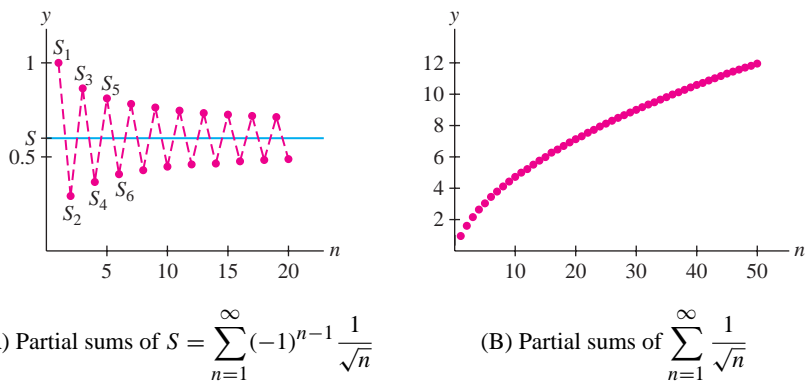 y
1
S₁
S₃
S₅
S
0.5
S₂
S₄
S₆
5 10 15 20
n
) Partial sums of S = ∑_{n=1}^{∞} (−1)^{n−1} 1/√n
y
12
10
8
6
4
2
10 20 30 40 50
n
(B) Partial sums of ∑_{n=1}^{∞} 1/√n